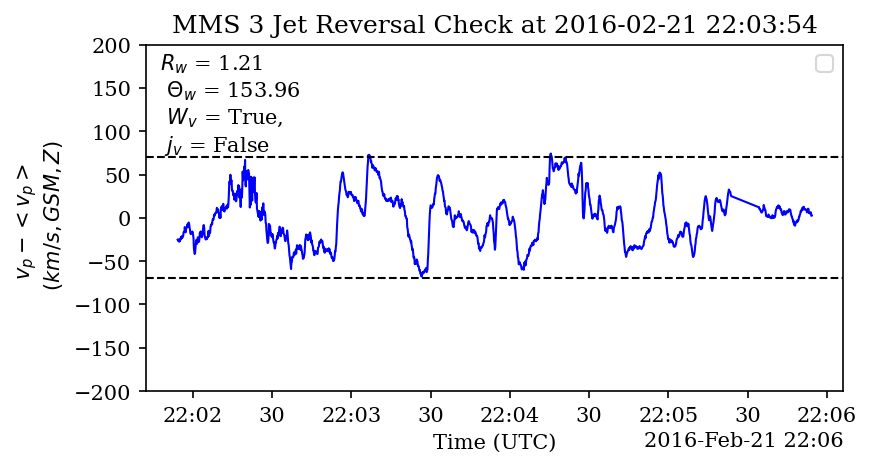 MMS 3 Jet Reversal Check at 2016-02-21 22:03:54
200
150
100
50
0
−50
−100
−150
−200
v_p − < v_p >
(km/s, GSM, Z)
R_w = 1.21
Θ_w = 153.96
W_v = True,
j_v = False
22:02 30 22:03 30 22:04 30 22:05 30 22:06
Time (UTC)
2016-Feb-21 22:06